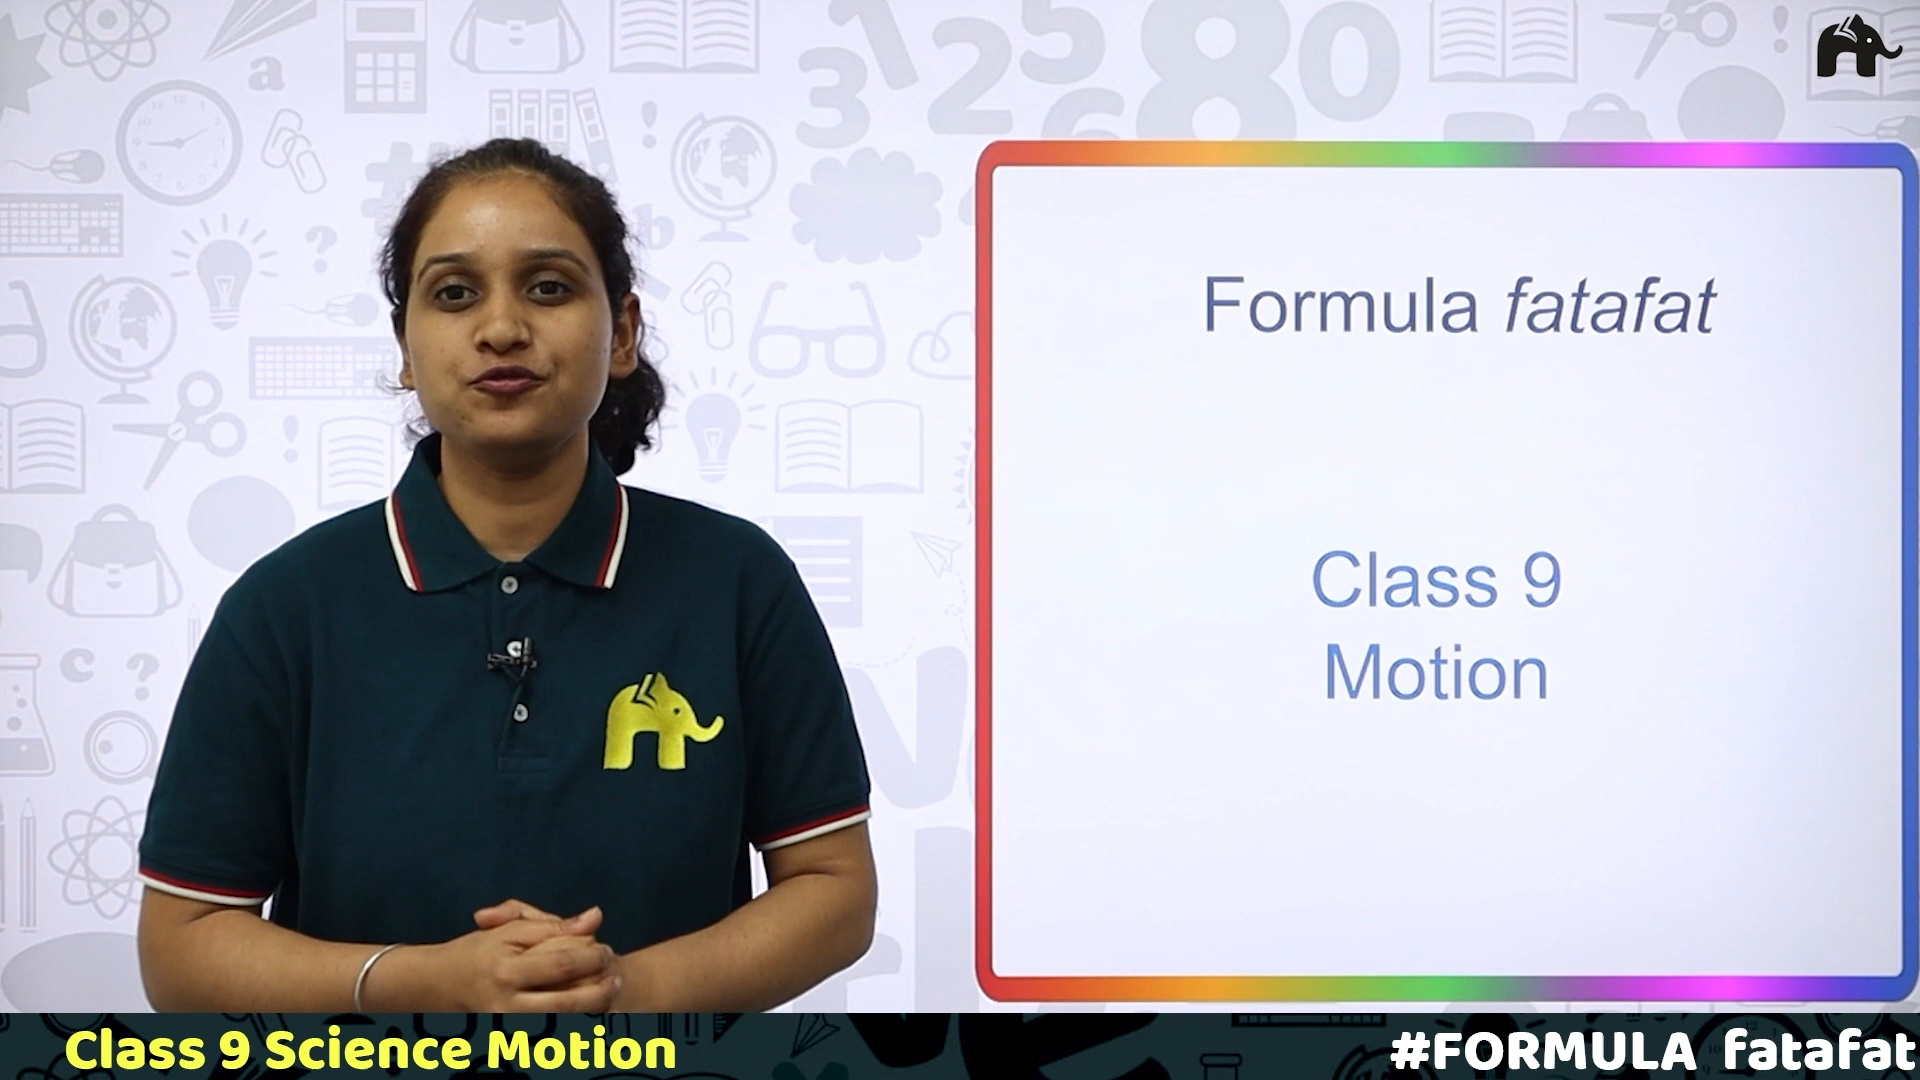 Formula fatafat
Class 9
Motion
Class 9 Science Motion
#FORMULA fatafat